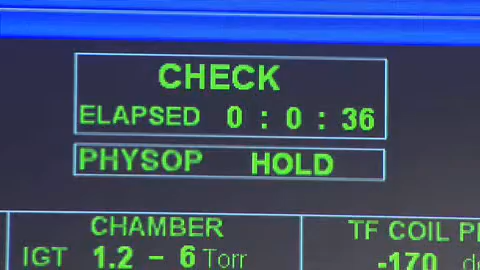 CHECK
ELAPSED 0 : 0 : 36
PHYSOP HOLD
CHAMBER
IGT 1.2 - 6 Torr
TF COIL
-170